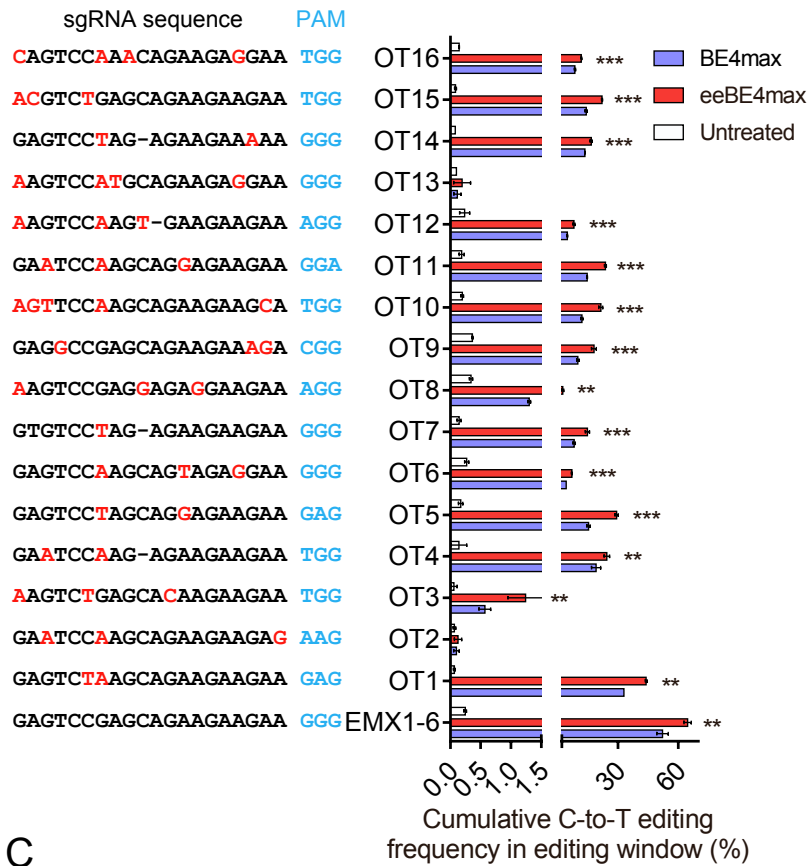 sgRNA sequence PAM
CAGTCCAAACAGAAGAGGAA TGG OT16 ***
ACGTCTGAGCAGAAGAAGAA TGG OT15 ***
GAGTCCTAG-AGAAGAAAAA GGG OT14 ***
AAGTCCATGCAGAAGAGGAA GGG OT13
AAGTCCAAGT-GAAGAAGAA AGG OT12 ***
GAATCCAAGCAGGAGAAGAA GGA OT11 ***
AGTTCCAAGCAGAAGAAGCA TGG OT10 ***
GAGGCCGAGCAGAAGAAAGA CGG OT9 ***
AAGTCCGAGGAGAGGAAGAA AGG OT8 **
GTGTCCTAG-AGAAGAAGAA GGG OT7 ***
GAGTCCAAGCAGTAGAGGAA GGG OT6 ***
GAGTCCTAGCAGGAGAAGAA GAG OT5 ***
GAATCCAAG-AGAAGAAGAA TGG OT4 **
AAGTCTGAGCACAAGAAGAA TGG OT3 **
GAATCCAAGCAGAAGAAGAG AAG OT2
GAGTCTAAGCAGAAGAAGAA GAG OT1 **
GAGTCCGAGCAGAAGAAGAA GGG EMX1-6 **
BE4max
eeBE4max
Untreated
0.0 0.5 1.0 1.5 30 60
Cumulative C-to-T editing
frequency in editing window (%)
C